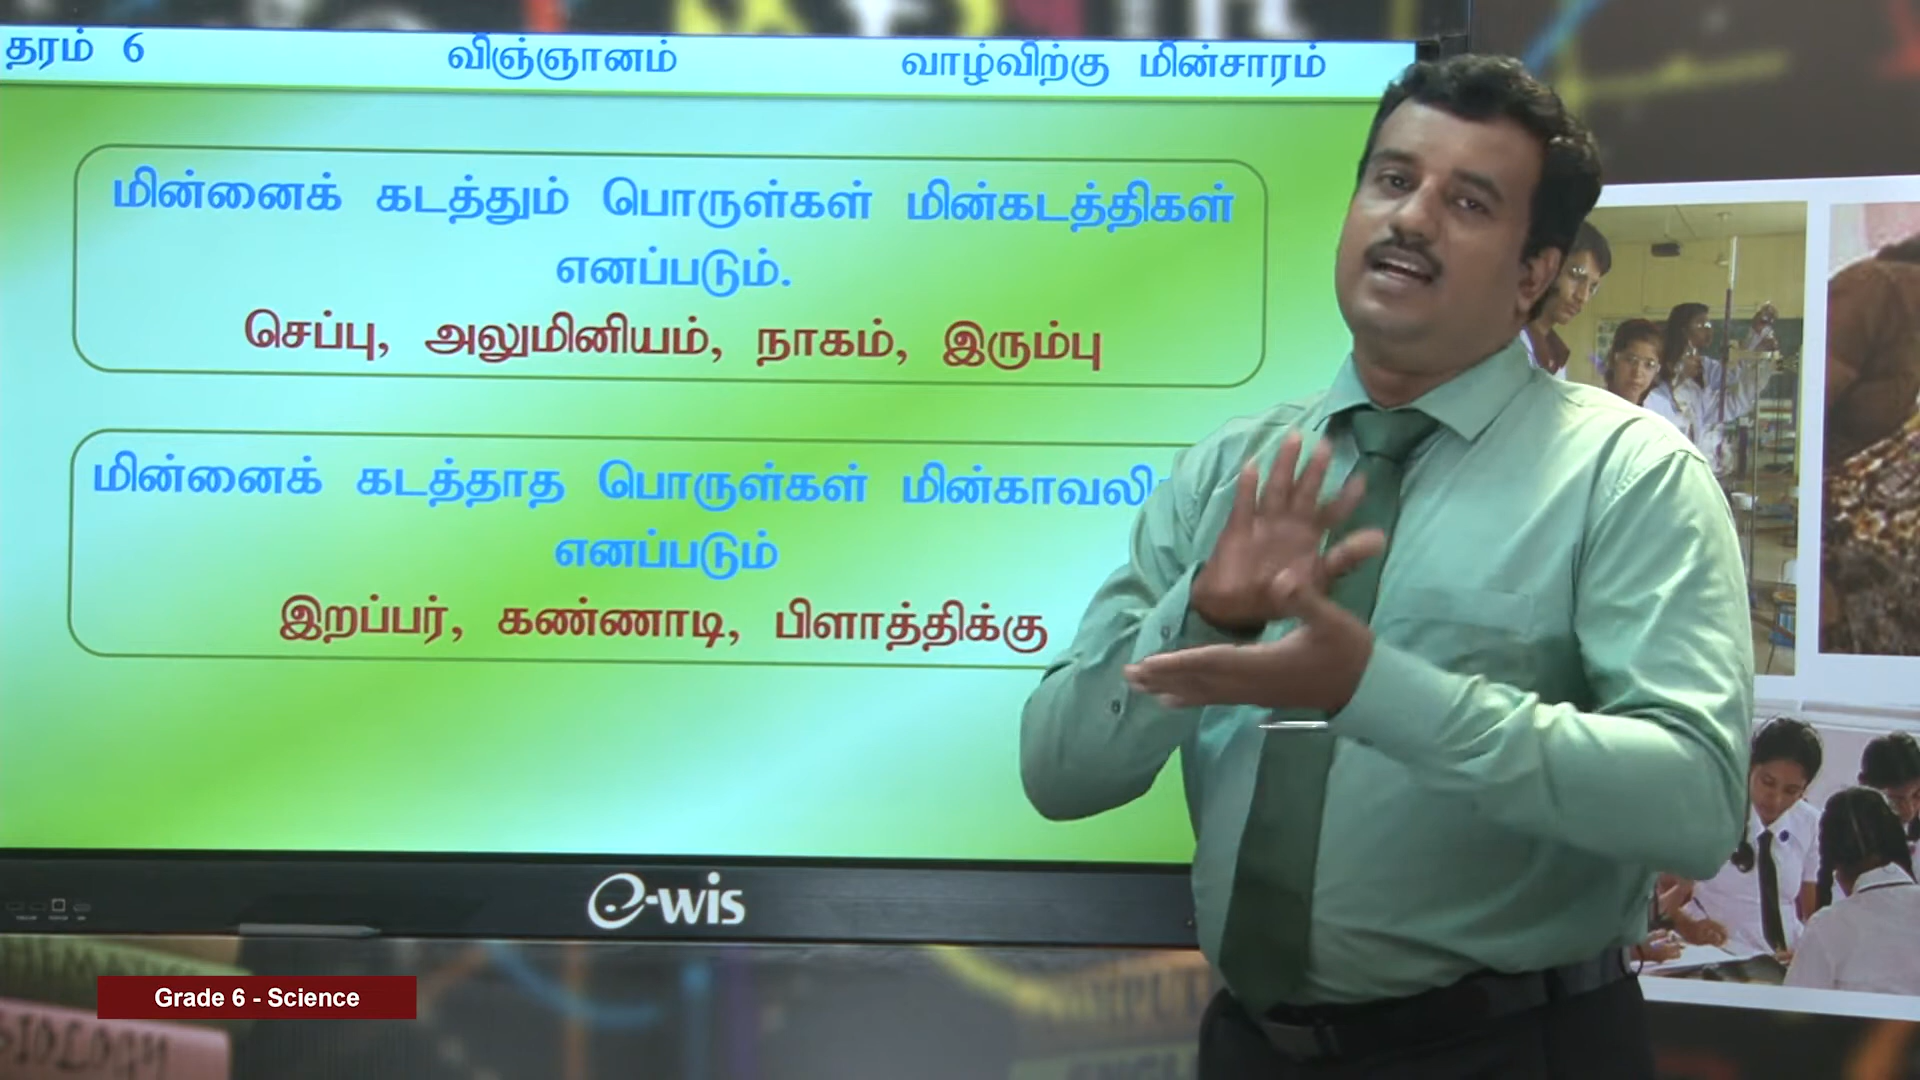 தரம் 6 விஞ்ஞானம் வாழ்விற்கு மின்சாரம்
மின்னைக் கடத்தும் பொருள்கள் மின்கடத்திகள்
எனப்படும்.
செப்பு, அலுமினியம், நாகம், இரும்பு
மின்னைக் கடத்தாத பொருள்கள்
எனப்படும்
இறப்பர், கண்ணாடி, பிளாத்திக்கு
e-wis
Grade 6 - Science